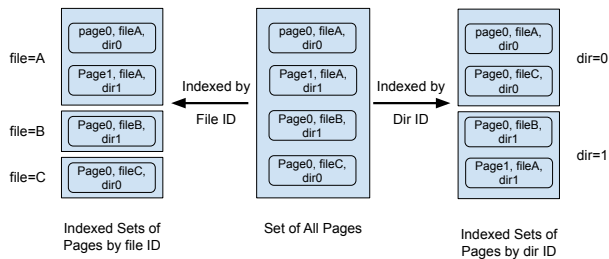 file=A
page0, fileA,
dir0
Page1, fileA,
dir1
file=B
Page0, fileB,
dir1
file=C
Page0, fileC,
dir0
Indexed Sets of
Pages by file ID
Indexed by
File ID
page0, fileA,
dir0
Page1, fileA,
dir1
Page0, fileB,
dir1
Page0, fileC,
dir0
Set of All Pages
Indexed by
Dir ID
page0, fileA,
dir0
Page0, fileC,
dir0
dir=0
Page0, fileB,
dir1
Page1, fileA,
dir1
dir=1
Indexed Sets of
Pages by dir ID